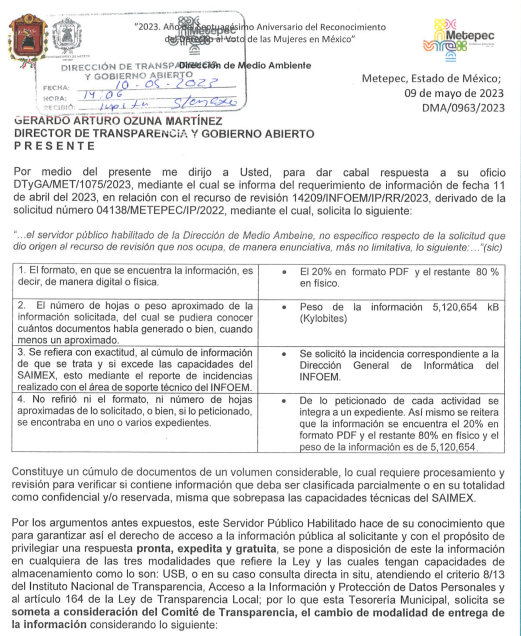 "2023. Año del Septuagésimo Aniversario del Reconocimiento
del Derecho al Voto de las Mujeres en México"
Metepec
Dirección de Medio Ambiente
DIRECCIÓN DE TRANSPARENCIA
Y GOBIERNO ABIERTO
FECHA: 10-05-2023
HORA: 14:06
RECIBIÓ:
Metepec, Estado de México;
09 de mayo de 2023
DMA/0963/2023
GERARDO ARTURO OZUNA MARTÍNEZ
DIRECTOR DE TRANSPARENCIA Y GOBIERNO ABIERTO
P R E S E N T E
Por medio del presente me dirijo a Usted, para dar cabal respuesta a su oficio
DTyGA/MET/1075/2023, mediante el cual se informa del requerimiento de información de fecha 11
de abril del 2023, en relación con el recurso de revisión 14209/INFOEM/IP/RR/2023, derivado de la
solicitud número 04138/METEPEC/IP/2022, mediante el cual, solicita lo siguiente:
"...el servidor público habilitado de la Dirección de Medio Ambeine, no especifico respecto de la solicitud que
dio origen al recurso de revisión que nos ocupa, de manera enunciativa, más no limitativa, lo siguiente:..."(sic)
1. El formato, en que se encuentra la información, es
decir, de manera digital o física.
• El 20% en formato PDF y el restante 80 %
en físico.
2. El número de hojas o peso aproximado de la
información solicitada, del cual se pudiera conocer
cuántos documentos había generado o bien, cuando
menos un aproximado.
• Peso de la información 5,120,654 kB
(Kylobites)
3. Se refiera con exactitud, al cúmulo de información
de que se trata y si excede las capacidades del
SAIMEX, esto mediante el reporte de incidencias
realizado con el área de soporte técnico del INFOEM.
• Se solicitó la incidencia correspondiente a la
Dirección General de Informática del
INFOEM.
4. No refirió ni el formato, ni número de hojas
aproximadas de lo solicitado, o bien, si lo peticionado,
se encontraba en uno o varios expedientes.
• De lo peticionado de cada actividad se
integra a un expediente. Así mismo se reitera
que la información se encuentra el 20% en
formato PDF y el restante 80% en físico y el
peso de la información es de 5,120,654
Constituye un cúmulo de documentos de un volumen considerable, lo cual requiere procesamiento y
revisión para verificar si contiene información que deba ser clasificada parcialmente o en su totalidad
como confidencial y/o reservada, misma que sobrepasa las capacidades técnicas del SAIMEX.
Por los argumentos antes expuestos, este Servidor Público Habilitado hace de su conocimiento que
para garantizar así el derecho de acceso a la información pública al solicitante y con el propósito de
privilegiar una respuesta pronta, expedita y gratuita, se pone a disposición de este la información
en cualquiera de las tres modalidades que refiere la Ley y las cuales tengan capacidades de
almacenamiento como lo son: USB, o en su caso consulta directa in situ, atendiendo el criterio 8/13
del Instituto Nacional de Transparencia, Acceso a la Información y Protección de Datos Personales y
al artículo 164 de la Ley de Transparencia Local; por lo que esta Tesorería Municipal, solicita se
someta a consideración del Comité de Transparencia, el cambio de modalidad de entrega de
la información considerando lo siguiente: